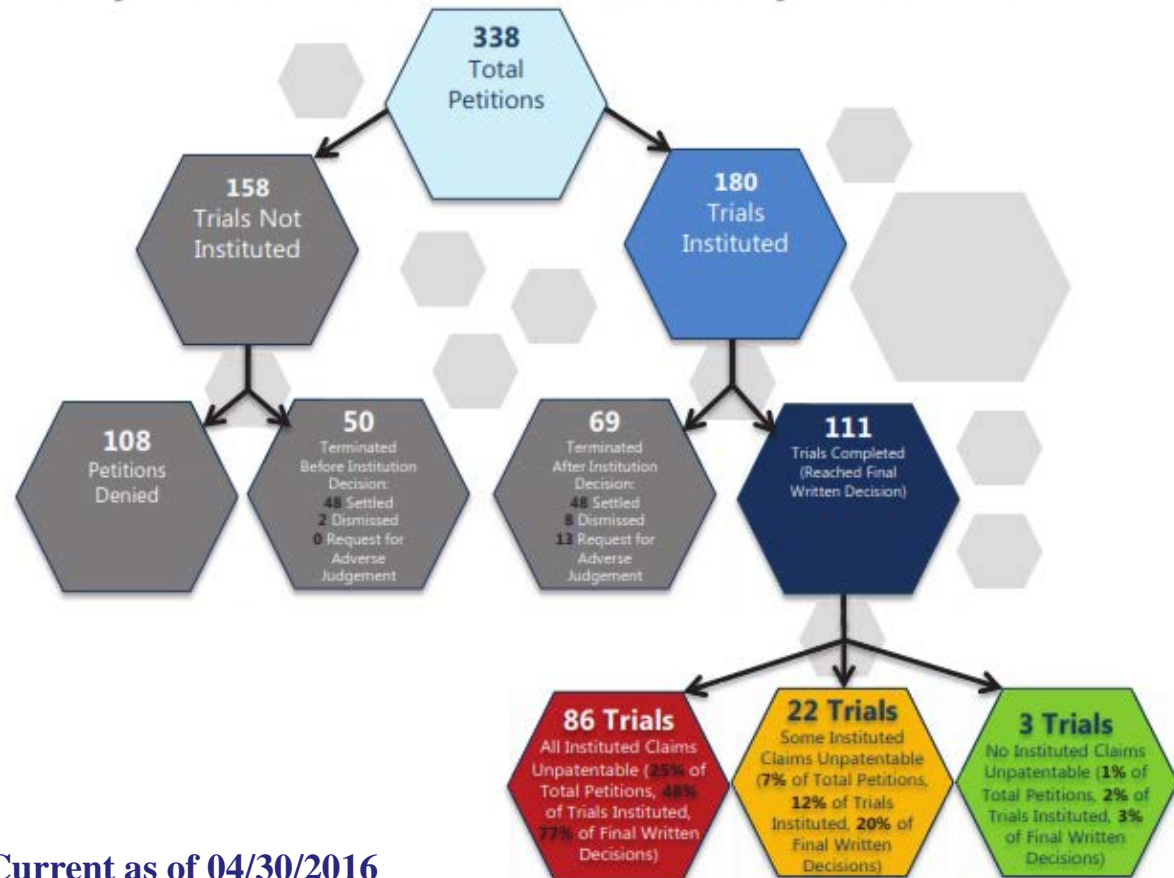 338
Total
Petitions
158
Trials Not
Instituted
180
Trials
Instituted
108
Petitions
Denied
50
Terminated
Before Institution
Decision:
48 Settled
2 Dismissed
0 Request for
Adverse
Judgement
69
Terminated
After Institution
Decision:
48 Settled
8 Dismissed
13 Request for
Adverse
Judgement
111
Trials Completed
(Reached Final
Written Decision)
86 Trials
All Instituted Claims
Unpatentable (25% of
Total Petitions, 48%
of Trials Instituted,
77% of Final Written
Decisions)
22 Trials
Some Instituted
Claims Unpatentable
(7% of Total Petitions,
12% of Trials
Instituted, 20% of
Final Written
Decisions)
3 Trials
No Instituted Claims
Unpatentable (1% of
Total Petitions, 2% of
Trials Instituted, 3%
of Final Written
Decisions)
Current as of 04/30/2016